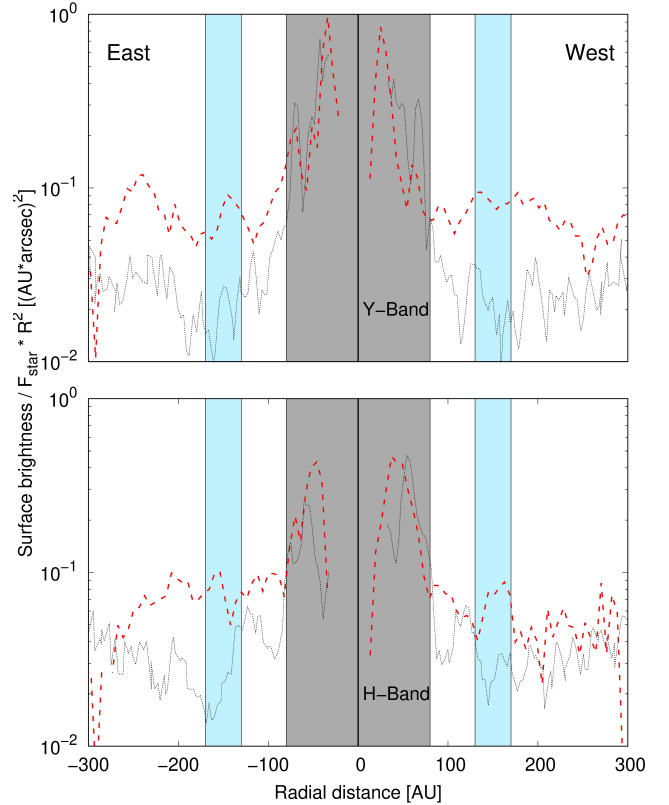 10^0
East
West
10^-1
Y−Band
10^-2
Surface brightness / F_star * R^2 [(AU*arcsec)^2]
10^0
10^-1
H−Band
10^-2
−300 −200 −100 0 100 200 300
Radial distance [AU]